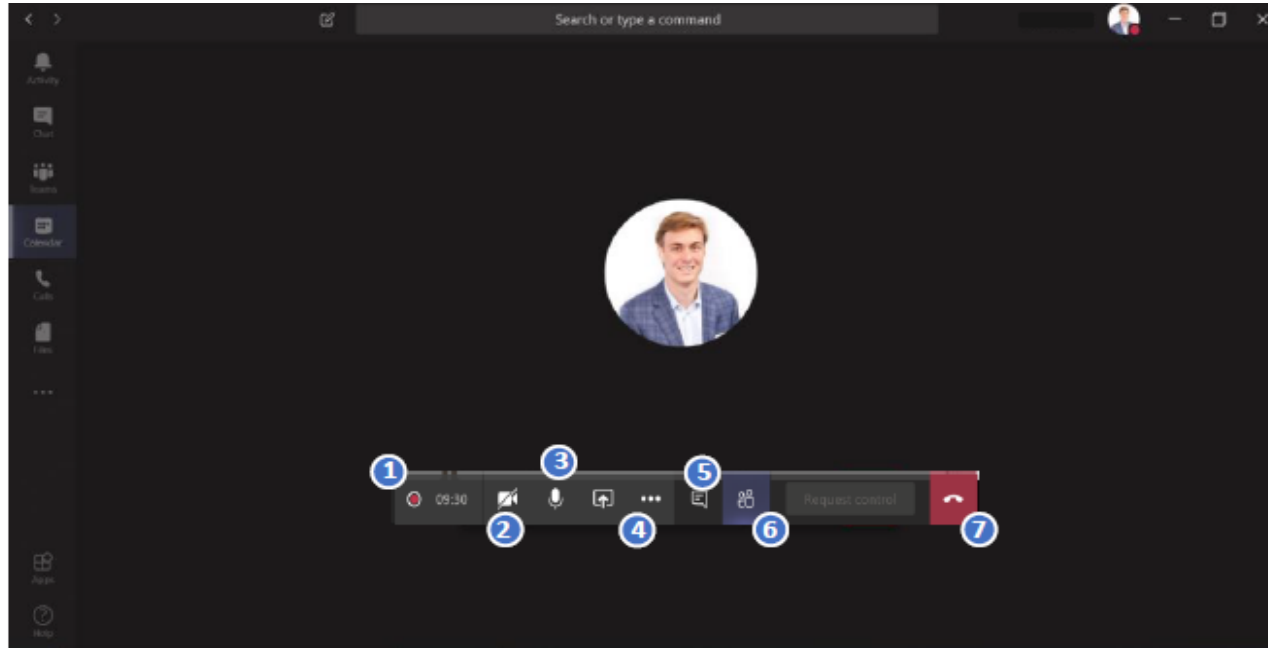 Search or type a command
Activity
Chat
Teams
Calendar
Calls
Files
1
3
5
09:30
Request control
2
4
6
7
Apps
Help